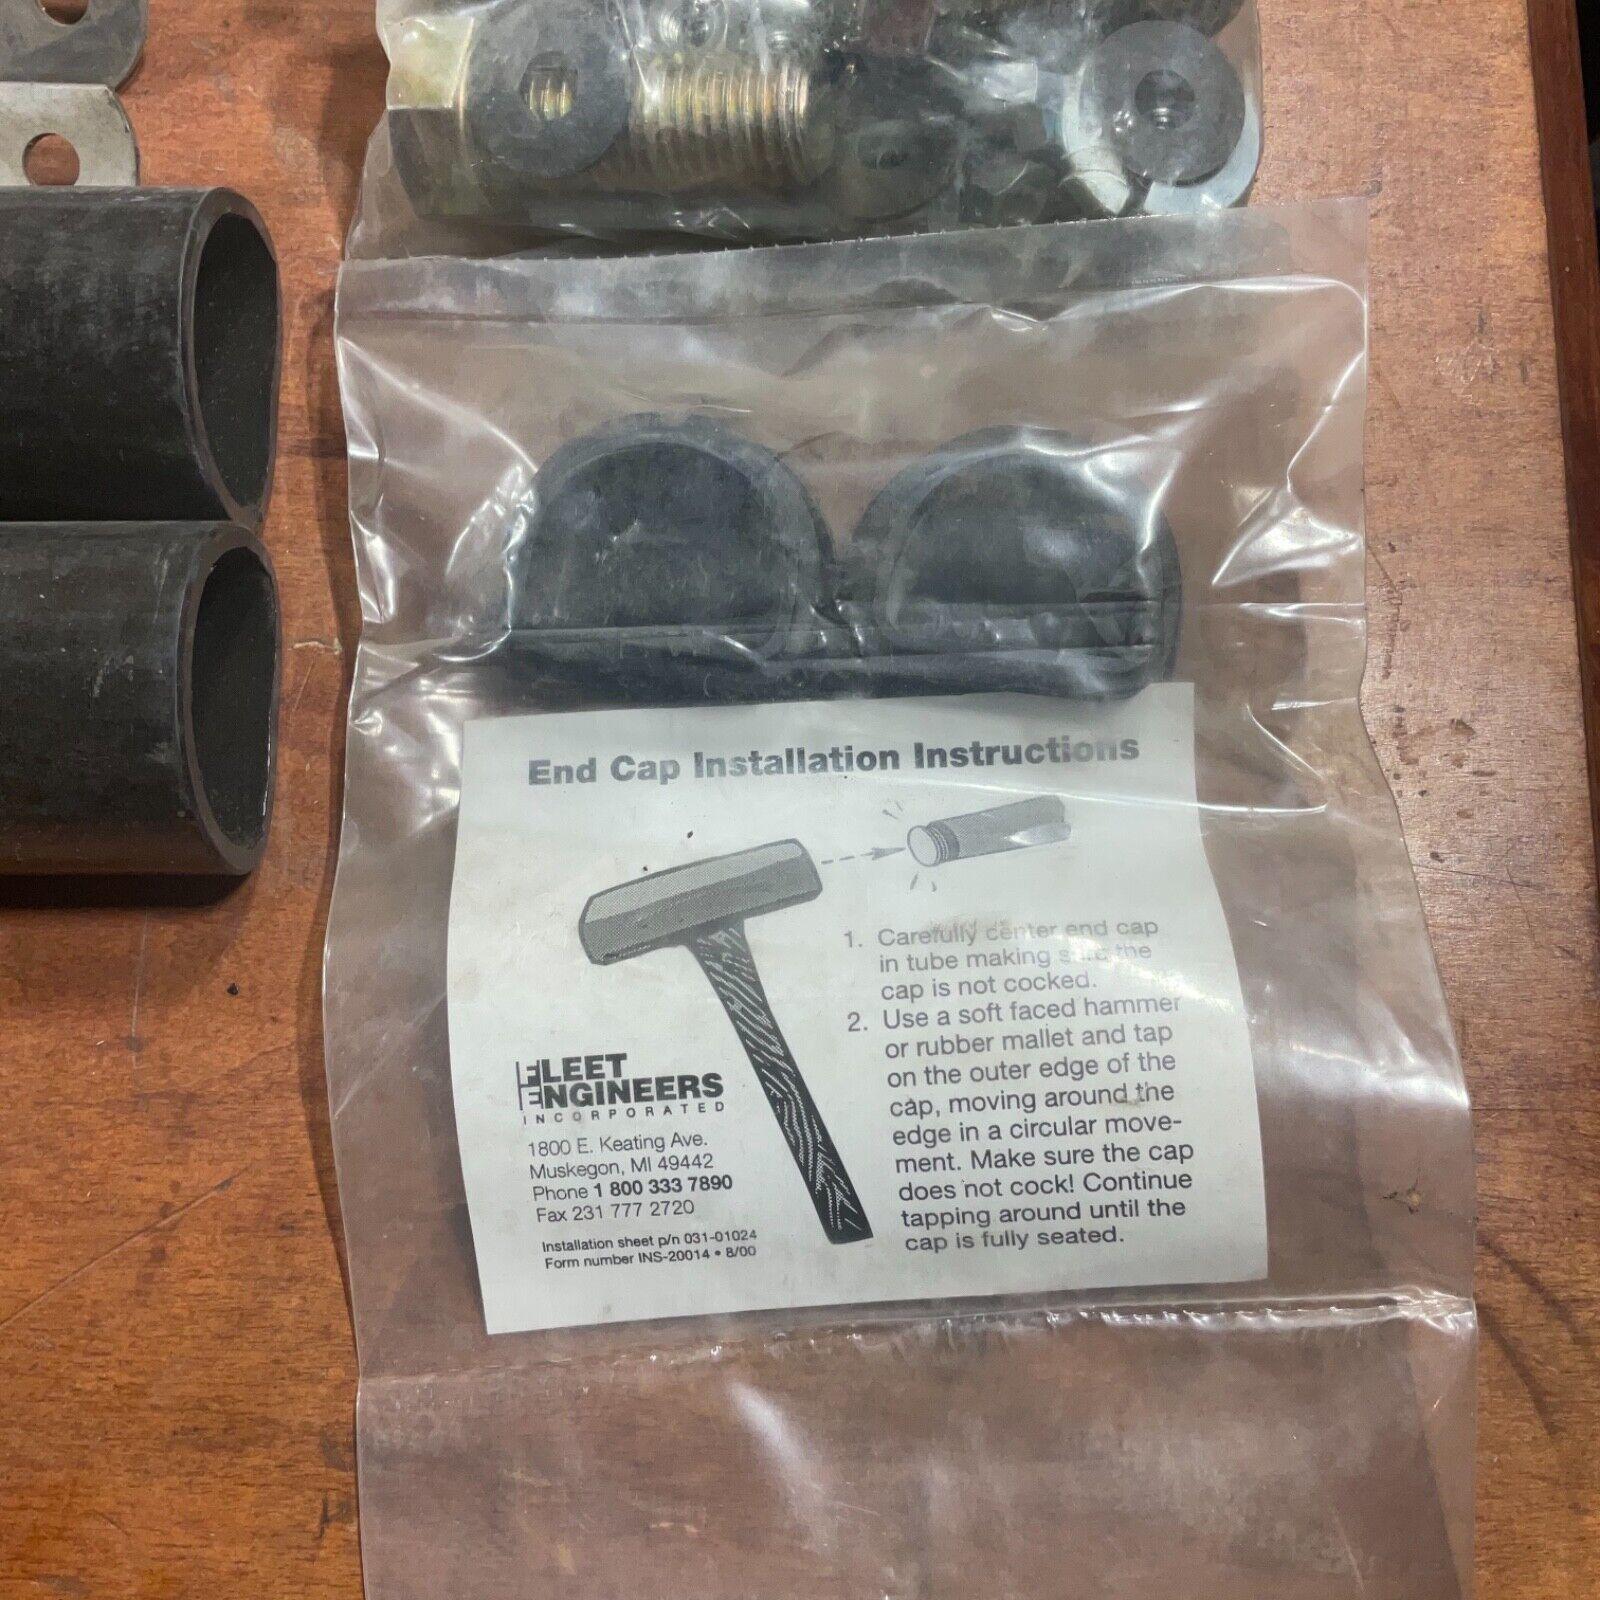 End Cap Installation Instructions
1. Carefully center end cap
in tube making sure the
cap is not cocked.
2. Use a soft faced hammer
or rubber mallet and tap
on the outer edge of the
cap, moving around the
edge in a circular move-
ment. Make sure the cap
does not cock! Continue
tapping around until the
cap is fully seated.
FLEET
ENGINEERS
INCORPORATED
1800 E. Keating Ave.
Muskegon, MI 49442
Phone 1 800 333 7890
Fax 231 777 2720
Installation sheet p/n 031-01024
Form number INS-20014 • 8/00